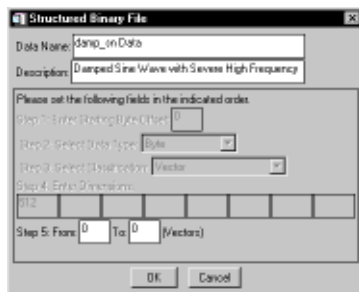 Structured Binary File
Data Name: damp_sn Data
Description: Damped Sine Wave with Severe High Frequency
Please set the following fields in the indicated order.
Step 1: Enter Starting Byte Offset: 0
Step 2: Select Data Type: Byte
Step 3: Select Classification: Vector
Step 4: Enter Dimensions:
512
Step 5: From: 0 To: 0 (Vectors)
OK Cancel